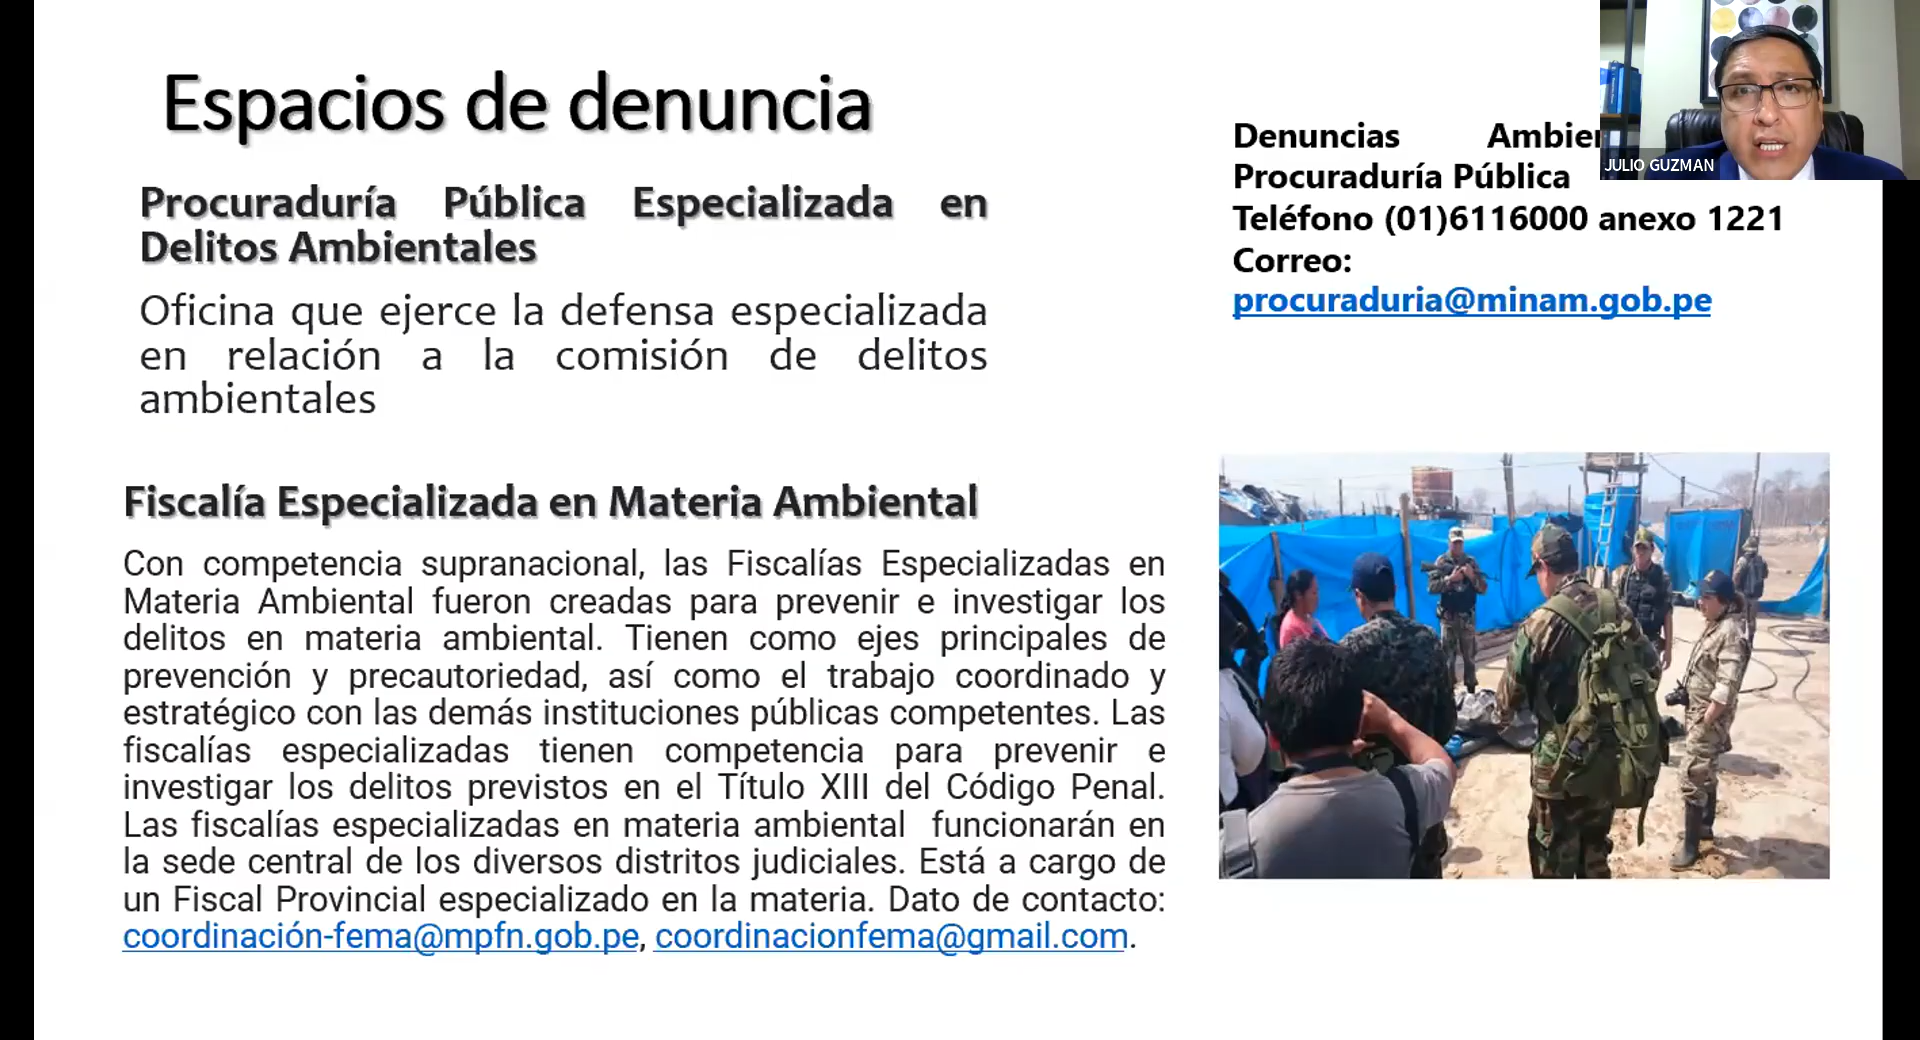 Espacios de denuncia
Procuraduría Pública Especializada en
Delitos Ambientales
Oficina que ejerce la defensa especializada
en relación a la comisión de delitos
ambientales
Fiscalía Especializada en Materia Ambiental
Con competencia supranacional, las Fiscalías Especializadas en
Materia Ambiental fueron creadas para prevenir e investigar los
delitos en materia ambiental. Tienen como ejes principales de
prevención y precautoriedad, así como el trabajo coordinado y
estratégico con las demás instituciones públicas competentes. Las
fiscalías especializadas tienen competencia para prevenir e
investigar los delitos previstos en el Título XIII del Código Penal.
Las fiscalías especializadas en materia ambiental funcionarán en
la sede central de los diversos distritos judiciales. Está a cargo de
un Fiscal Provincial especializado en la materia. Dato de contacto:
coordinación-fema@mpfn.gob.pe, coordinacionfema@gmail.com.
Denuncias
Procuraduría Pública
Teléfono (01)6116000 anexo 1221
Correo:
procuraduria@minam.gob.pe
JULIO GUZMAN